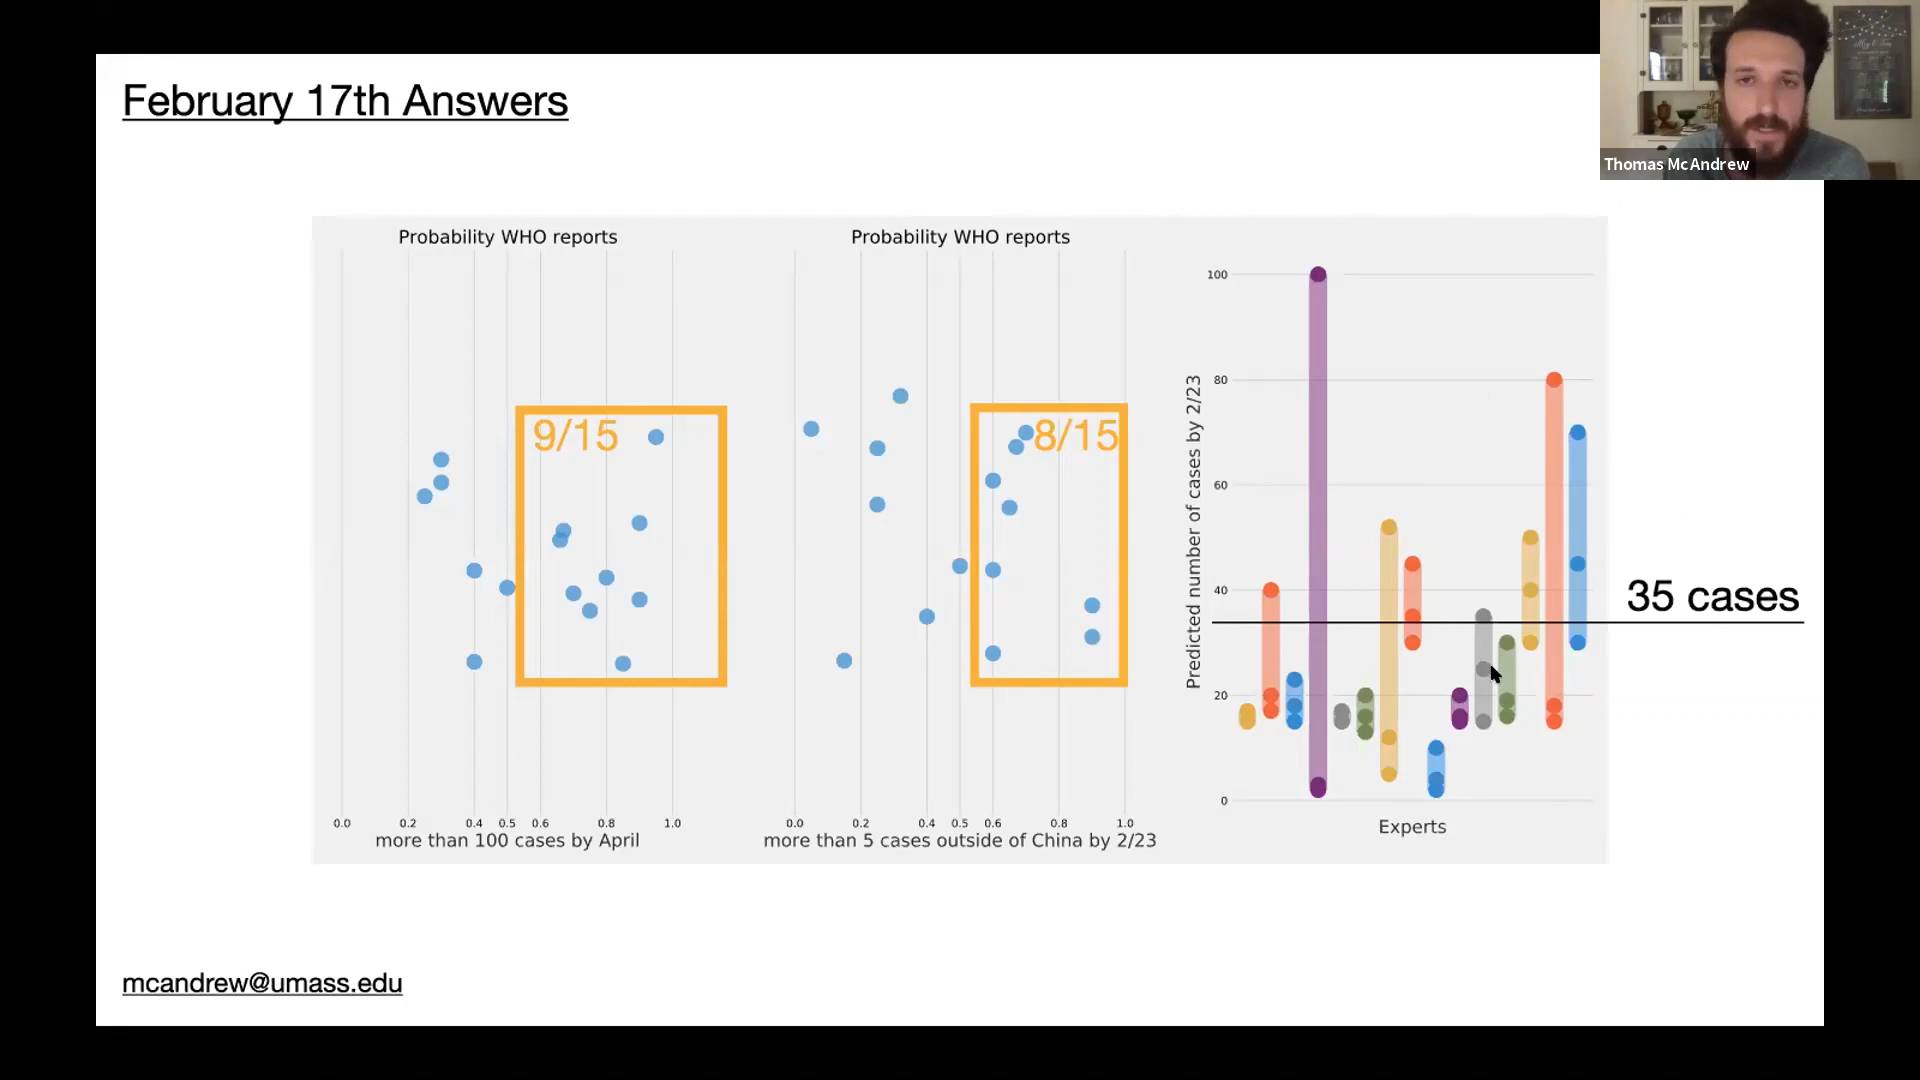 February 17th Answers
Thomas McAndrew
Probability WHO reports
9/15
0.0 0.2 0.4 0.5 0.6 0.8 1.0
more than 100 cases by April
Probability WHO reports
8/15
0.0 0.2 0.4 0.5 0.6 0.8 1.0
more than 5 cases outside of China by 2/23
Predicted number of cases by 2/23
100
80
60
40
20
0
Experts
35 cases
mcandrew@umass.edu